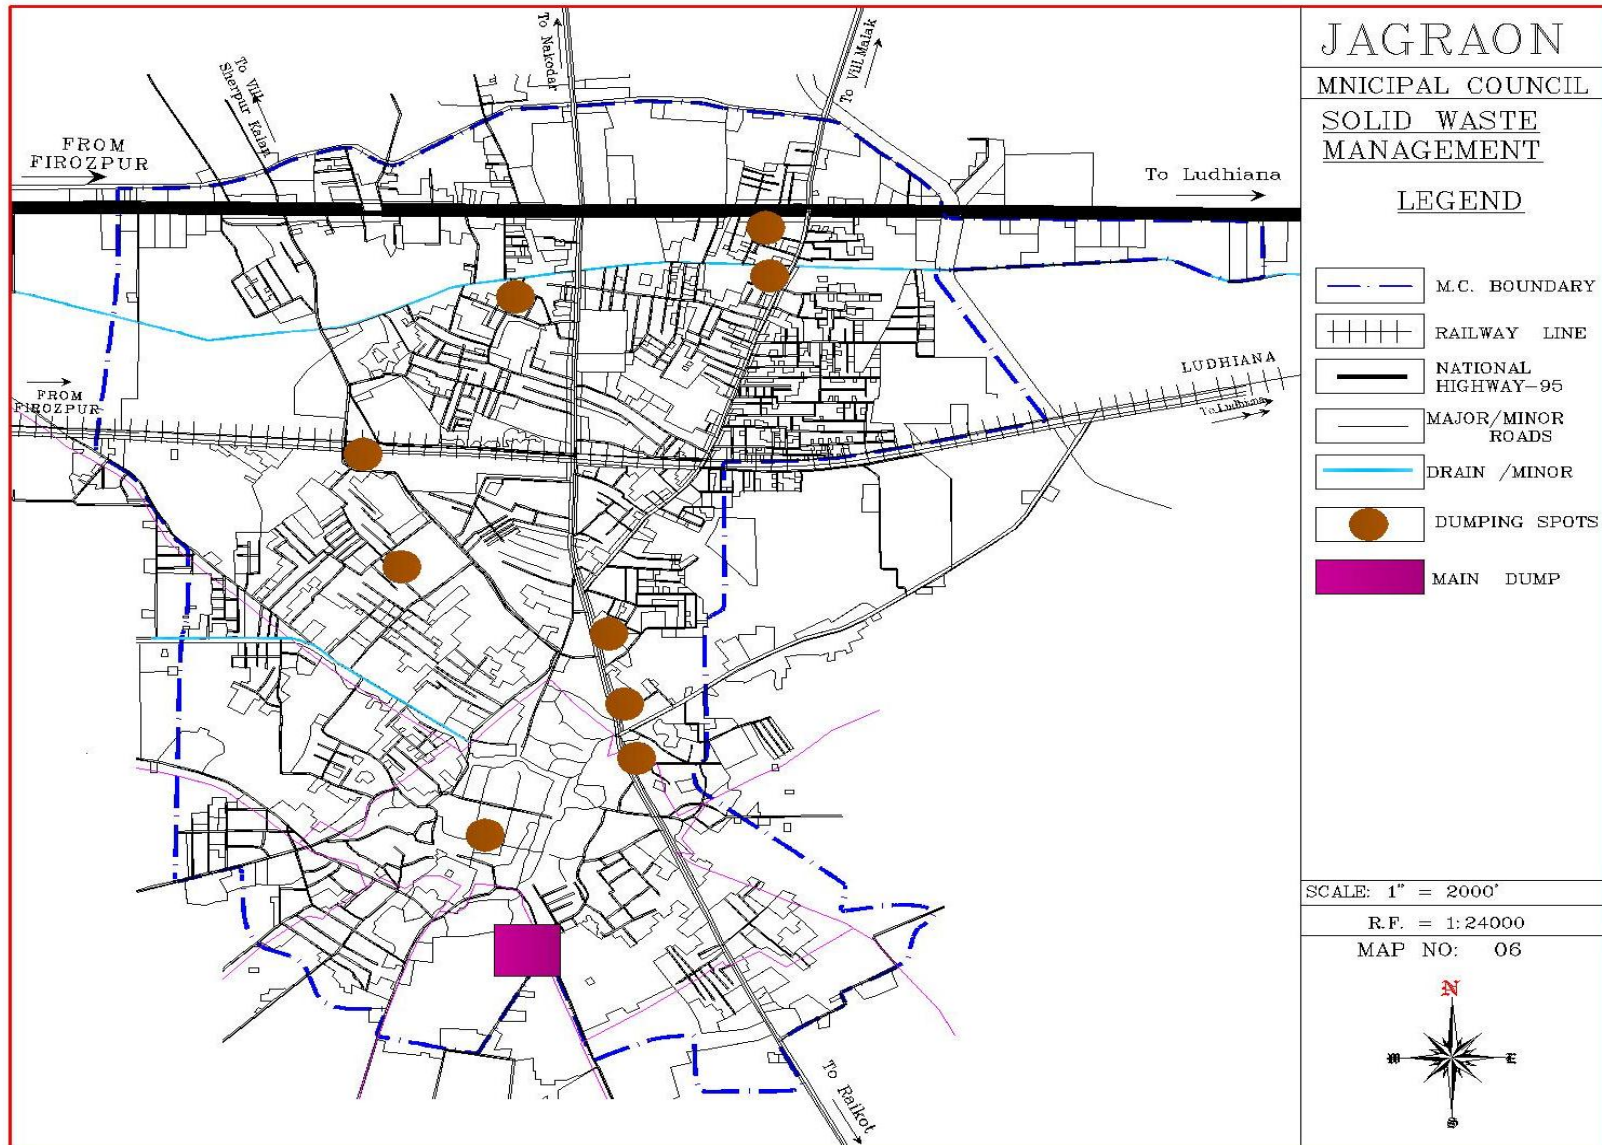 JAGRAON
MNICIPAL COUNCIL
SOLID WASTE
MANAGEMENT
LEGEND
M.C. BOUNDARY
RAILWAY LINE
NATIONAL
HIGHWAY-95
MAJOR/MINOR
ROADS
DRAIN /MINOR
DUMPING SPOTS
MAIN DUMP
SCALE: 1" = 2000'
R.F. = 1:24000
MAP NO: 06
N
W
E
S
To Nakodar
To Vill. Malak
To Vill.
Sherpur Kalan
FROM
FIROZPUR
To Ludhiana
FROM
FIROZPUR
LUDHIANA
To Ludhiana
To Raikot